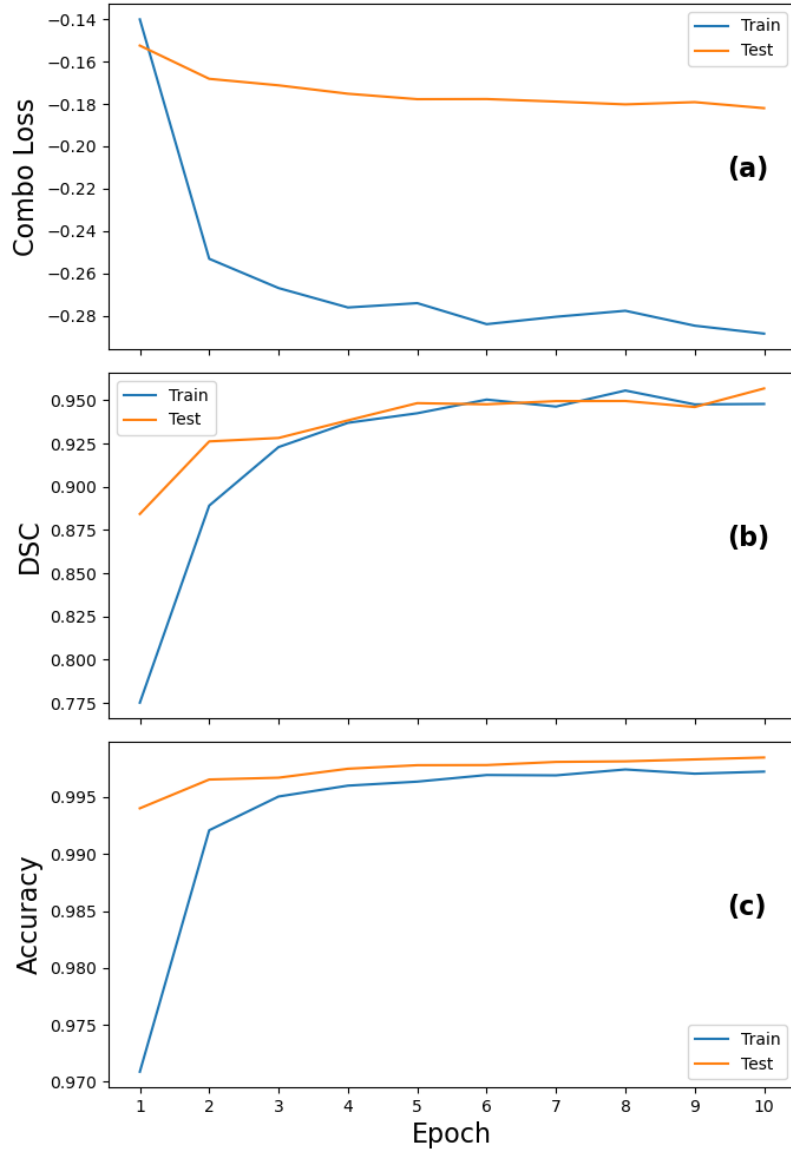 −0.14
−0.16
−0.18
−0.20
−0.22
−0.24
−0.26
−0.28
Combo Loss
Train
Test
(a)
0.950
0.925
0.900
0.875
0.850
0.825
0.800
0.775
DSC
Train
Test
(b)
0.995
0.990
0.985
0.980
0.975
0.970
Accuracy
(c)
Train
Test
1 2 3 4 5 6 7 8 9 10
Epoch